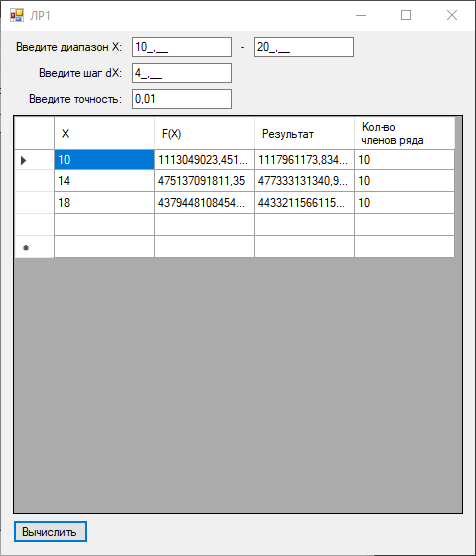 ЛР1
Введите диапазон X: 10_,__ - 20_,__
Введите шаг dX: 4_,__
Введите точность: 0,01
X F(X) Результат Кол-во
членов ряда
10 1113049023,451... 1117961173,834... 10
14 475137091811,35 477333131340,9... 10
18 4379448108454... 4433211566115... 10
Вычислить